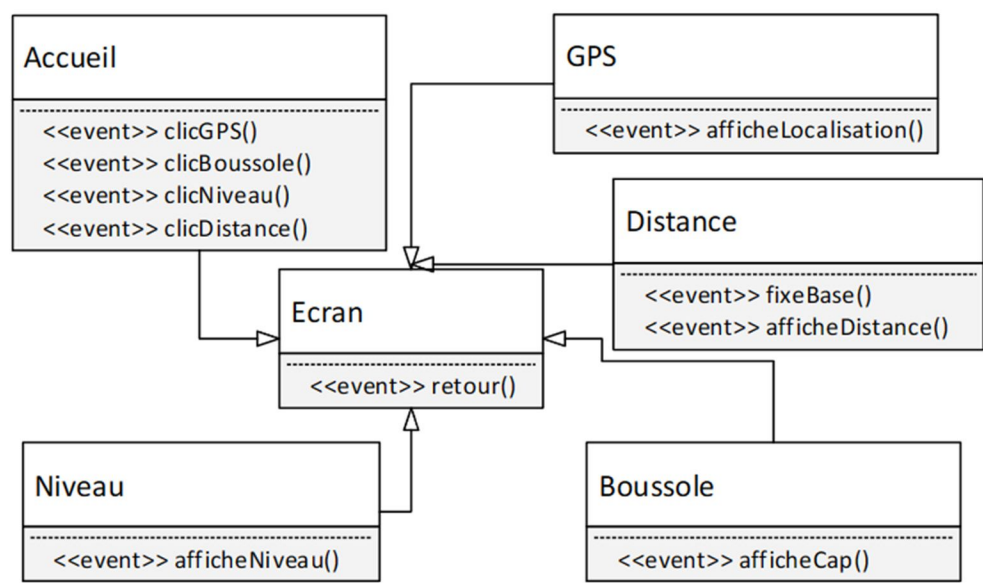 Accueil
<<event>> clicGPS()
<<event>> clicBoussole()
<<event>> clicNiveau()
<<event>> clicDistance()
GPS
<<event>> afficheLocalisation()
Distance
<<event>> fixeBase()
<<event>> afficheDistance()
Ecran
<<event>> retour()
Niveau
<<event>> afficheNiveau()
Boussole
<<event>> afficheCap()